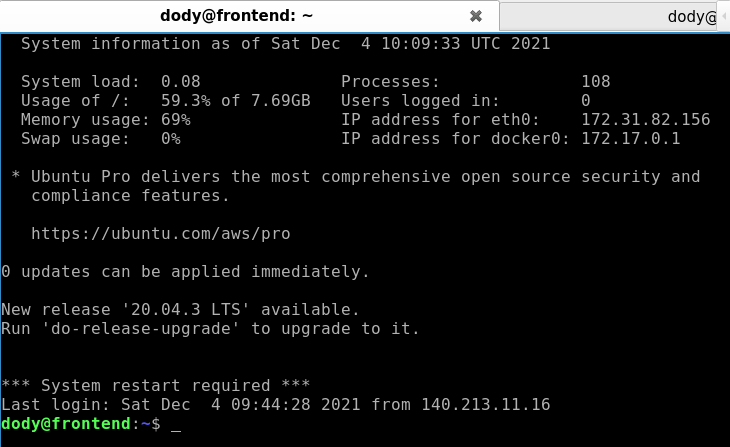 dody@frontend: ~
dody@
System information as of Sat Dec  4 10:09:33 UTC 2021
System load:  0.08              Processes:              108
Usage of /:   59.3% of 7.69GB   Users logged in:        0
Memory usage: 69%               IP address for eth0:    172.31.82.156
Swap usage:   0%                IP address for docker0: 172.17.0.1
* Ubuntu Pro delivers the most comprehensive open source security and
compliance features.
https://ubuntu.com/aws/pro
0 updates can be applied immediately.
New release '20.04.3 LTS' available.
Run 'do-release-upgrade' to upgrade to it.
*** System restart required ***
Last login: Sat Dec  4 09:44:28 2021 from 140.213.11.16
dody@frontend:~$ _